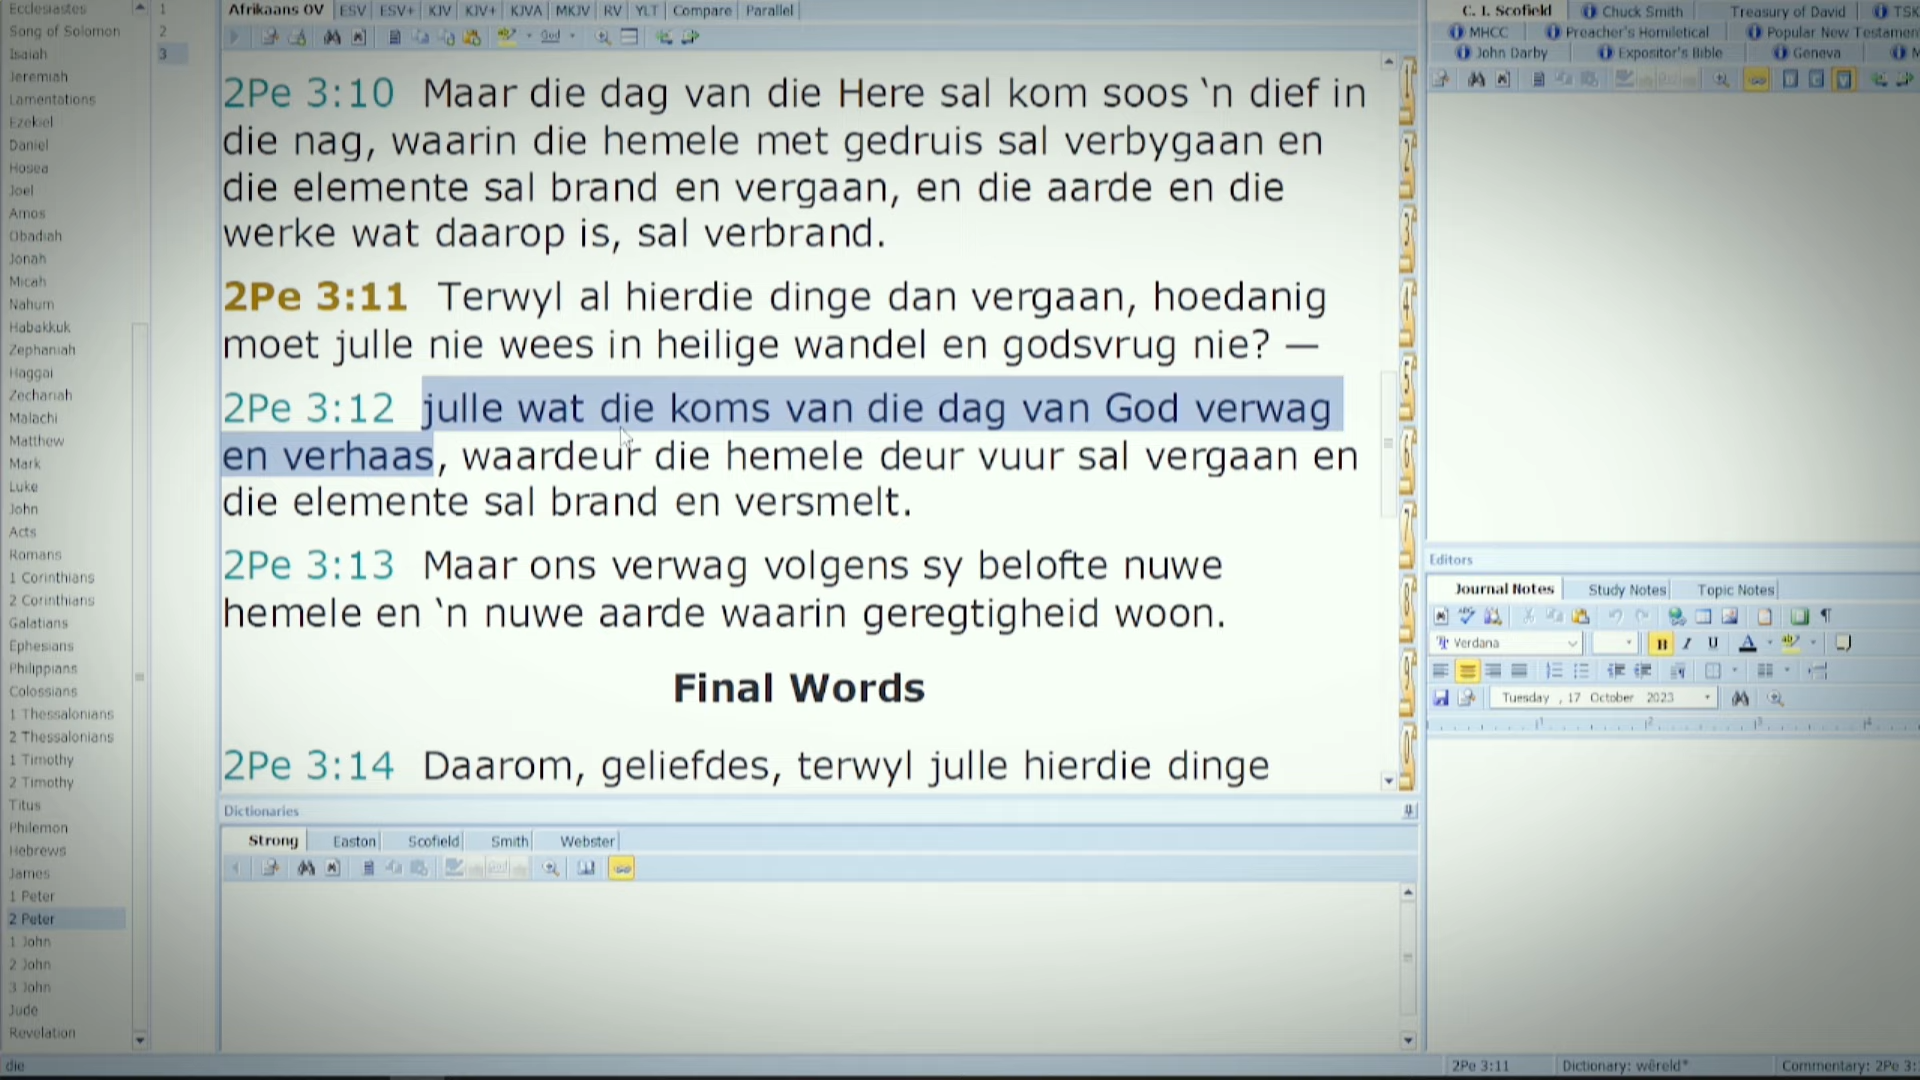 Ecclesiastes
Song of Solomon
Isaiah
Jeremiah
Lamentations
Ezekiel
Daniel
Hosea
Joel
Amos
Obadiah
Jonah
Micah
Nahum
Habakkuk
Zephaniah
Haggai
Zechariah
Malachi
Matthew
Mark
Luke
John
Acts
Romans
1 Corinthians
2 Corinthians
Galatians
Ephesians
Philippians
Colossians
1 Thessalonians
2 Thessalonians
1 Timothy
2 Timothy
Titus
Philemon
Hebrews
James
1 Peter
2 Peter
1 John
2 John
3 John
Jude
Revelation
1
2
3
Afrikaans OV ESV ESV+ KJV KJV+ KJVA MKJV RV YLT Compare Parallel
2Pe 3:10 Maar die dag van die Here sal kom soos ‘n dief in
die nag, waarin die hemele met gedruis sal verbygaan en
die elemente sal brand en vergaan, en die aarde en die
werke wat daarop is, sal verbrand.
2Pe 3:11 Terwyl al hierdie dinge dan vergaan, hoedanig
moet julle nie wees in heilige wandel en godsvrug nie? —
2Pe 3:12 julle wat die koms van die dag van God verwag
en verhaas, waardeur die hemele deur vuur sal vergaan en
die elemente sal brand en versmelt.
2Pe 3:13 Maar ons verwag volgens sy belofte nuwe
hemele en ‘n nuwe aarde waarin geregtigheid woon.
Final Words
2Pe 3:14 Daarom, geliefdes, terwyl julle hierdie dinge
1
2
3
4
5
6
7
8
9
0
Dictionaries
Strong Easton Scofield Smith Webster
C. I. Scofield Chuck Smith Treasury of David TSK
MHCC Preacher's Homiletical Popular New Testamen
John Darby Expositor's Bible Geneva
Editors
Journal Notes Study Notes Topic Notes
Verdana B I U A
Tuesday , 17 October 2023
die 2Pe 3:11 Dictionary: wêreld* Commentary: 2Pe 3: